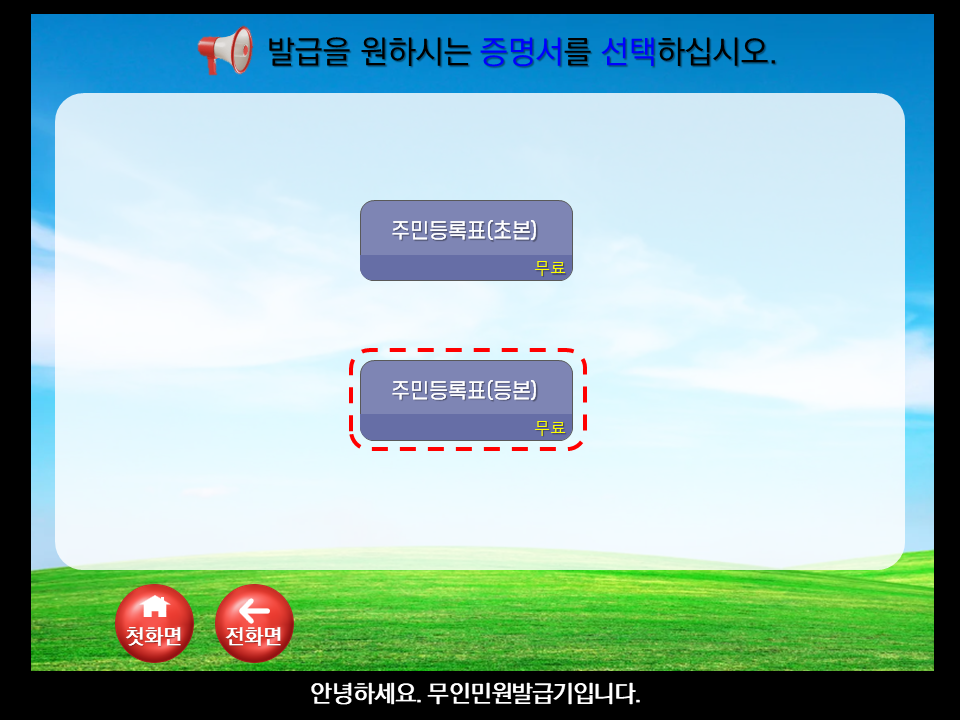 발급을 원하시는 증명서를 선택하십시오.
주민등록표(초본)
무료
주민등록표(등본)
무료
첫화면
전화면
안녕하세요. 무인민원발급기입니다.